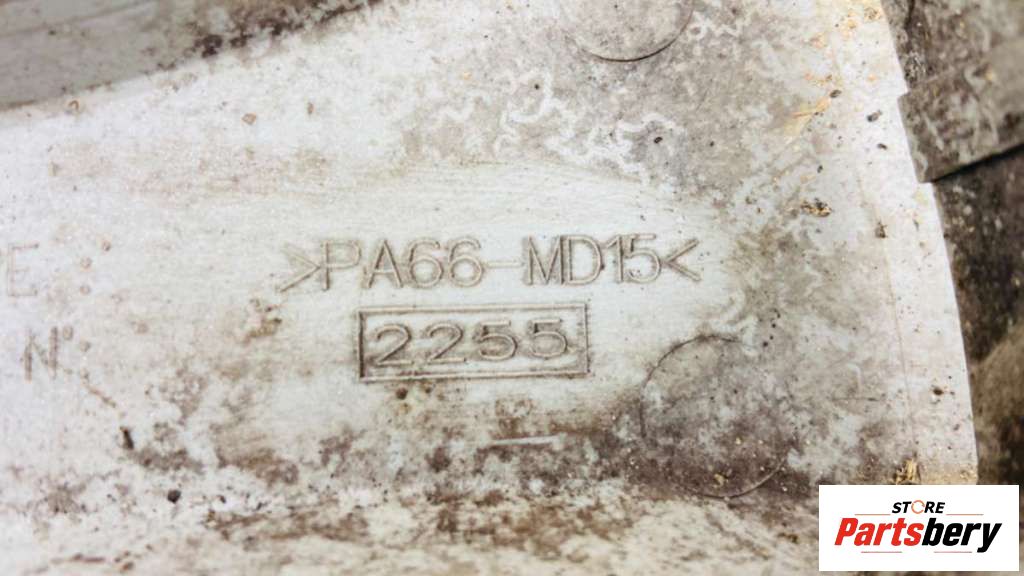 E
>PA66-MD15<
N°
2255
STORE
Partsbery